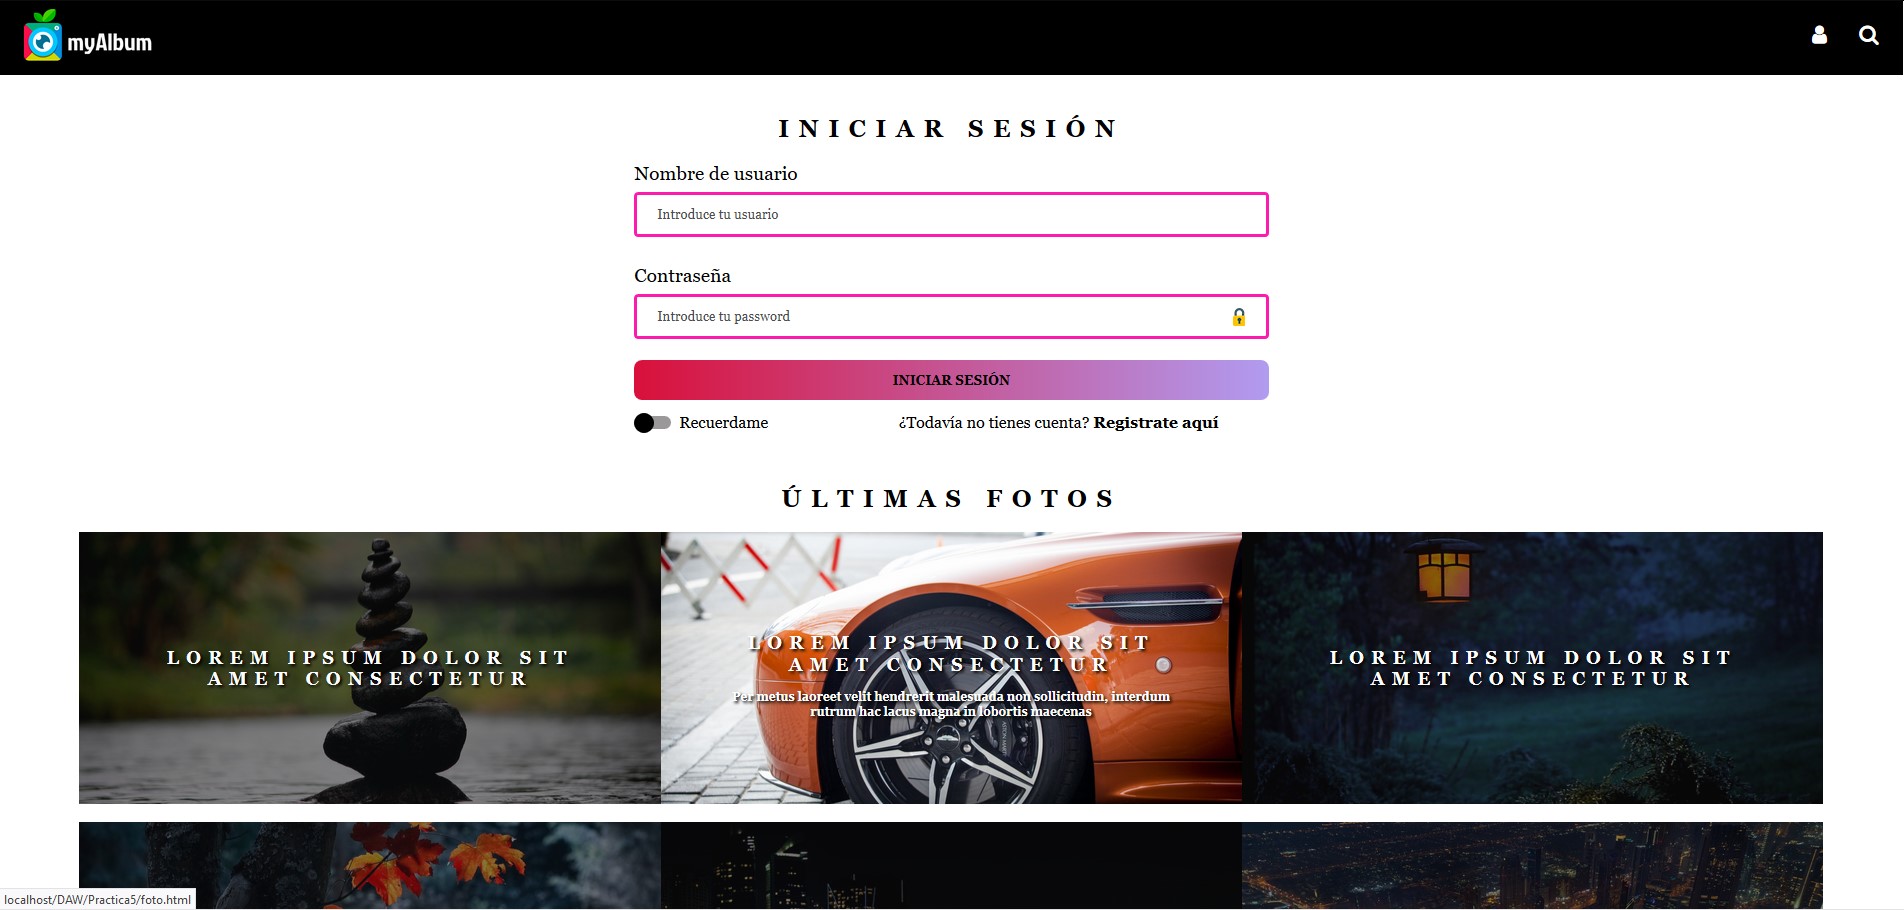 myAlbum
INICIAR SESIÓN
Nombre de usuario
Introduce tu usuario
Contraseña
Introduce tu password
INICIAR SESIÓN
Recuerdame
¿Todavía no tienes cuenta? Registrate aquí
ÚLTIMAS FOTOS
LOREM IPSUM DOLOR SIT
AMET CONSECTETUR
LOREM IPSUM DOLOR SIT
AMET CONSECTETUR
Per metus laoreet velit hendrerit malesuada non sollicitudin, interdum
rutrum hac lacus magna in lobortis maecenas
LOREM IPSUM DOLOR SIT
AMET CONSECTETUR
localhost/DAW/Practica5/foto.html